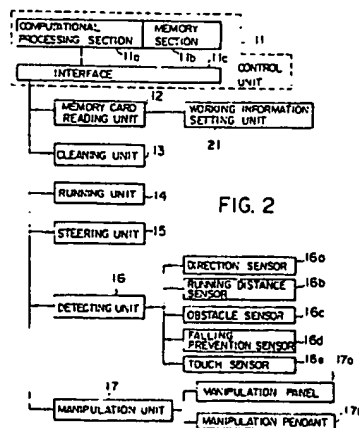 COMPUTATIONAL PROCESSING SECTION
MEMORY SECTION
11
11a
11b
11c
INTERFACE
CONTROL UNIT
12
MEMORY CARD READING UNIT
WORKING INFORMATION SETTING UNIT
21
CLEANING UNIT
13
RUNNING UNIT
14
FIG. 2
STEERING UNIT
15
16
DETECTING UNIT
DIRECTION SENSOR
16a
RUNNING DISTANCE SENSOR
16b
OBSTACLE SENSOR
16c
FALLING PREVENTION SENSOR
16d
TOUCH SENSOR
16e
17
MANIPULATION UNIT
17a
MANIPULATION PANEL
MANIPULATION PENDANT